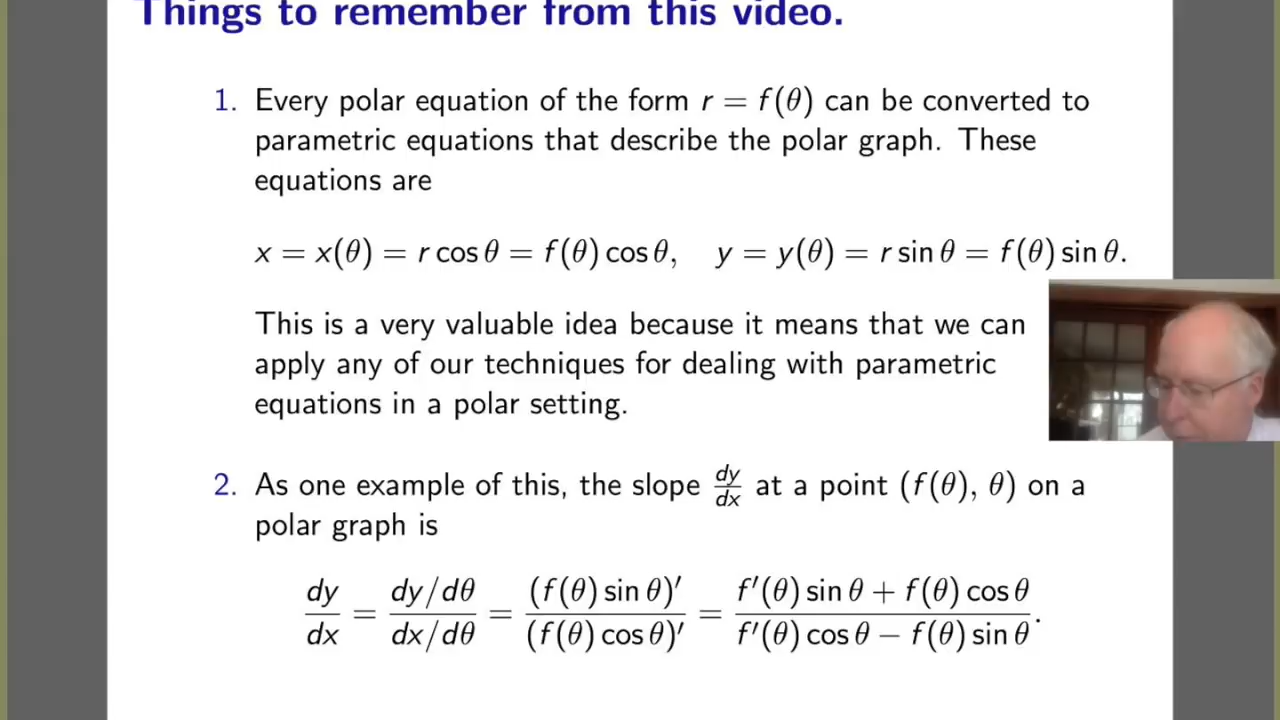 Things to remember from this video.
1. Every polar equation of the form r = f(θ) can be converted to
parametric equations that describe the polar graph. These
equations are
x = x(θ) = r cos θ = f(θ) cos θ, y = y(θ) = r sin θ = f(θ) sin θ.
This is a very valuable idea because it means that we can
apply any of our techniques for dealing with parametric
equations in a polar setting.
2. As one example of this, the slope dy/dx at a point (f(θ), θ) on a
polar graph is
dy/dx = (dy/dθ)/(dx/dθ) = (f(θ) sin θ)′/(f(θ) cos θ)′ = (f′(θ) sin θ + f(θ) cos θ)/(f′(θ) cos θ − f(θ) sin θ).